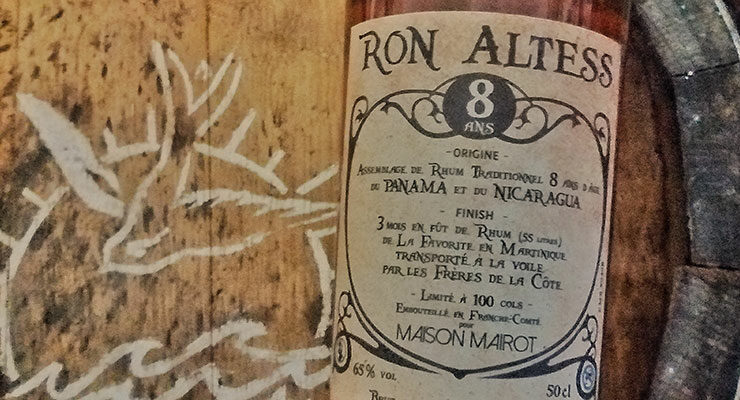 RON ALTESS
8
ANS
- ORIGINE -
ASSEMBLAGE DE RHUM TRADITIONNEL 8 ANS D'ÂGE
DU PANAMA ET DU NICARAGUA
- FINISH -
3 MOIS EN FÛT DE RHUM (55 LITRES)
DE LA FAVORITE EN MARTINIQUE
TRANSPORTÉ À LA VOILE
PAR LES FRÈRES DE LA CÔTE
- LIMITÉ À 100 COLS -
EMBOUTEILLÉ EN FRANCHE-COMTÉ
pour
MAISON MAIROT
65% VOL
50cl